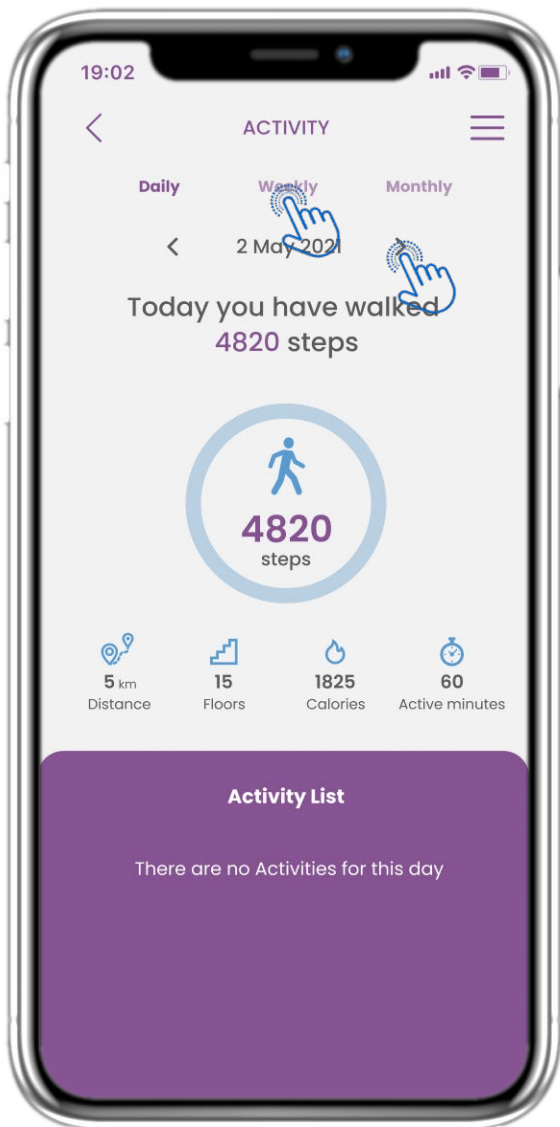 19:02
ACTIVITY
Daily Weekly Monthly
2 May 2021
Today you have walked
4820 steps
4820
steps
5 km 15 1825 60
Distance Floors Calories Active minutes
Activity List
There are no Activities for this day